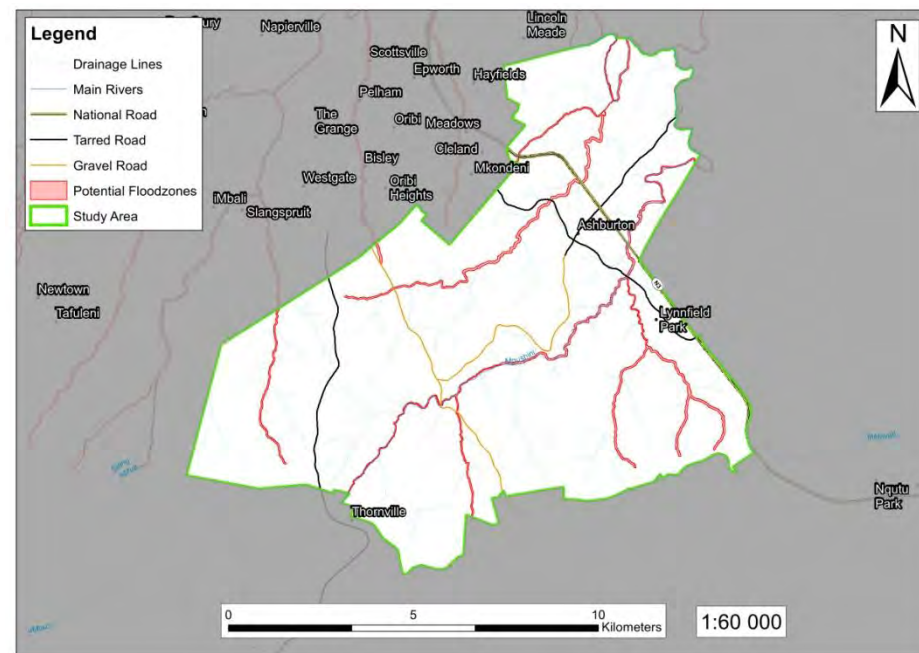 Legend
Drainage Lines
Main Rivers
National Road
Tarred Road
Gravel Road
Potential Floodzones
Study Area
Napierville
Lincoln
Meade
N
Scottsville
Epworth
Hayfields
Pelham
The
Grange
Oribi
Meadows
Cleland
Bisley
Mkondeni
Westgate
Oribi
Heights
iMbali
Slangspruit
Ashburton
Newtown
Tafuleni
N3
Lynnfield
Park
Nqutu
Park
Thornville
0
5
10
Kilometers
1:60 000